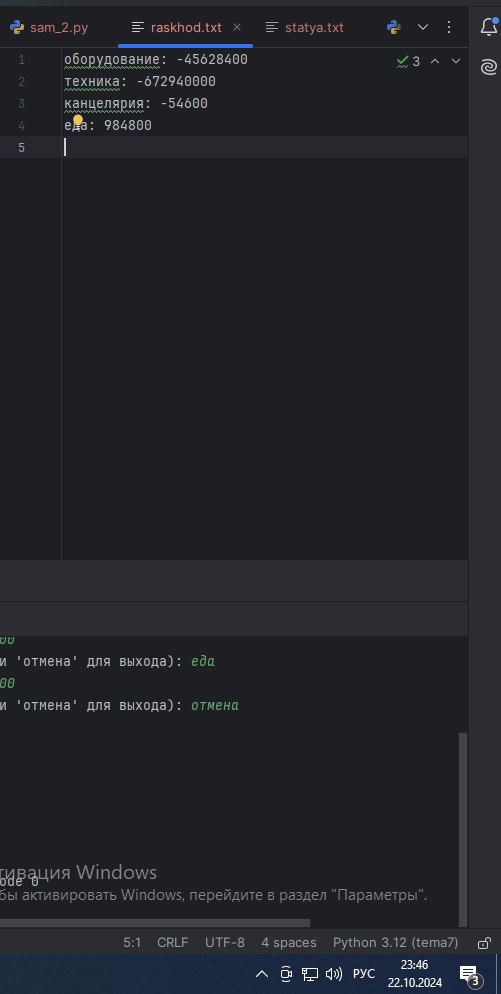 sam_2.py raskhod.txt statya.txt
1 оборудование: -45628400
3
2 техника: -672940000
3 канцелярия: -54600
4 еда: 984800
5
00
и 'отмена' для выхода): еда
00
и 'отмена' для выхода): отмена
тивация Windows
ode 0
бы активировать Windows, перейдите в раздел "Параметры".
5:1 CRLF UTF-8 4 spaces Python 3.12 (tema7)
РУС
23:46
22.10.2024
3